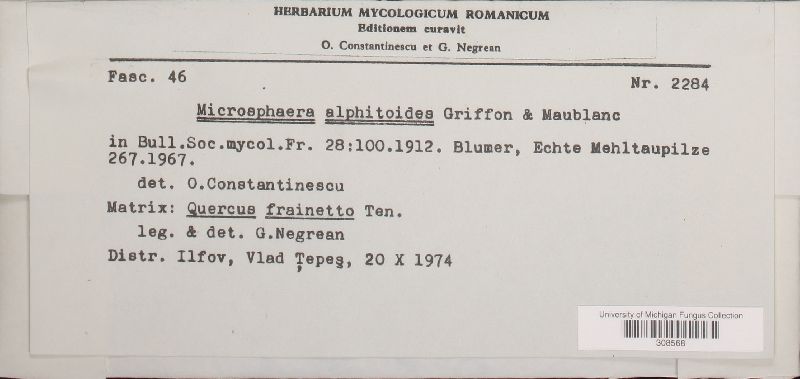 HERBARIUM MYCOLOGICUM ROMANICUM
Editionem curavit
O. Constantinescu et G. Negrean
Fasc. 46
Nr. 2284
Microsphaera alphitoides Griffon & Maublanc
in Bull.Soc.mycol.Fr. 28:100.1912. Blumer, Echte Mehltaupilze
267.1967.
det. O.Constantinescu
Matrix: Quercus frainetto Ten.
leg. & det. G.Negrean
Distr. Ilfov, Vlad Țepeș, 20 X 1974
University of Michigan Fungus Collection
308568